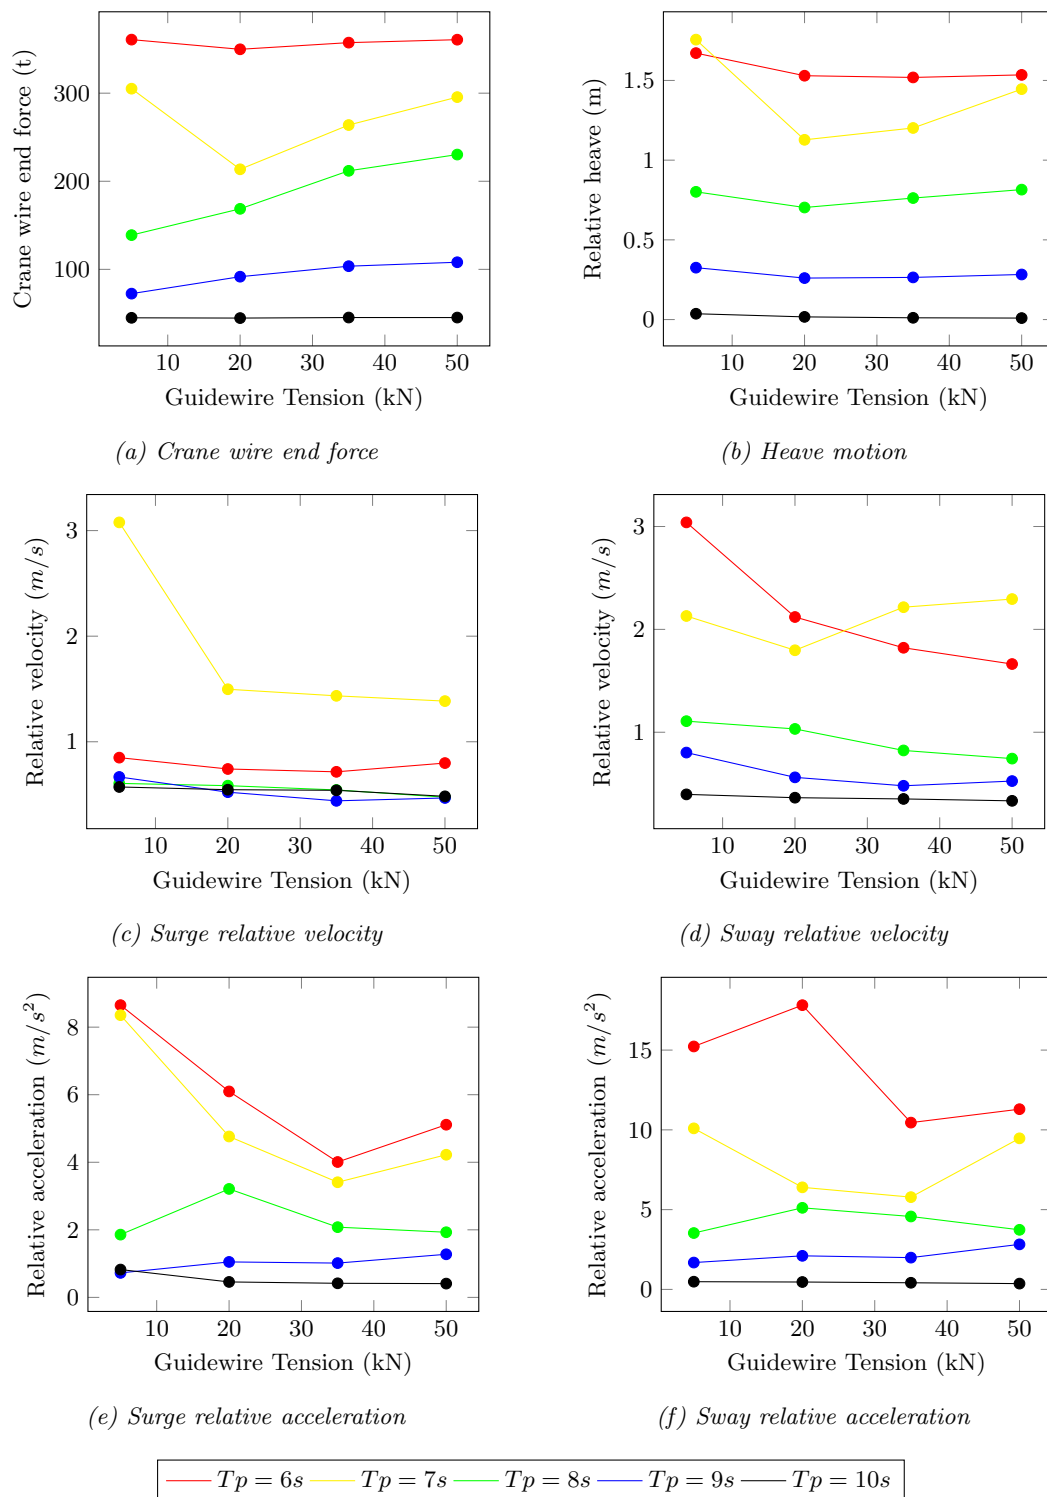 Crane wire end force (t)
300
200
100
10 20 30 40 50
Guidewire Tension (kN)
(a) Crane wire end force
Relative heave (m)
1.5
1
0.5
0
10 20 30 40 50
Guidewire Tension (kN)
(b) Heave motion
Relative velocity (m/s)
3
2
1
10 20 30 40 50
Guidewire Tension (kN)
(c) Surge relative velocity
Relative velocity (m/s)
3
2
1
10 20 30 40 50
Guidewire Tension (kN)
(d) Sway relative velocity
Relative acceleration (m/s²)
8
6
4
2
0
10 20 30 40 50
Guidewire Tension (kN)
(e) Surge relative acceleration
Relative acceleration (m/s²)
15
10
5
0
10 20 30 40 50
Guidewire Tension (kN)
(f) Sway relative acceleration
Tp = 6s Tp = 7s Tp = 8s Tp = 9s Tp = 10s